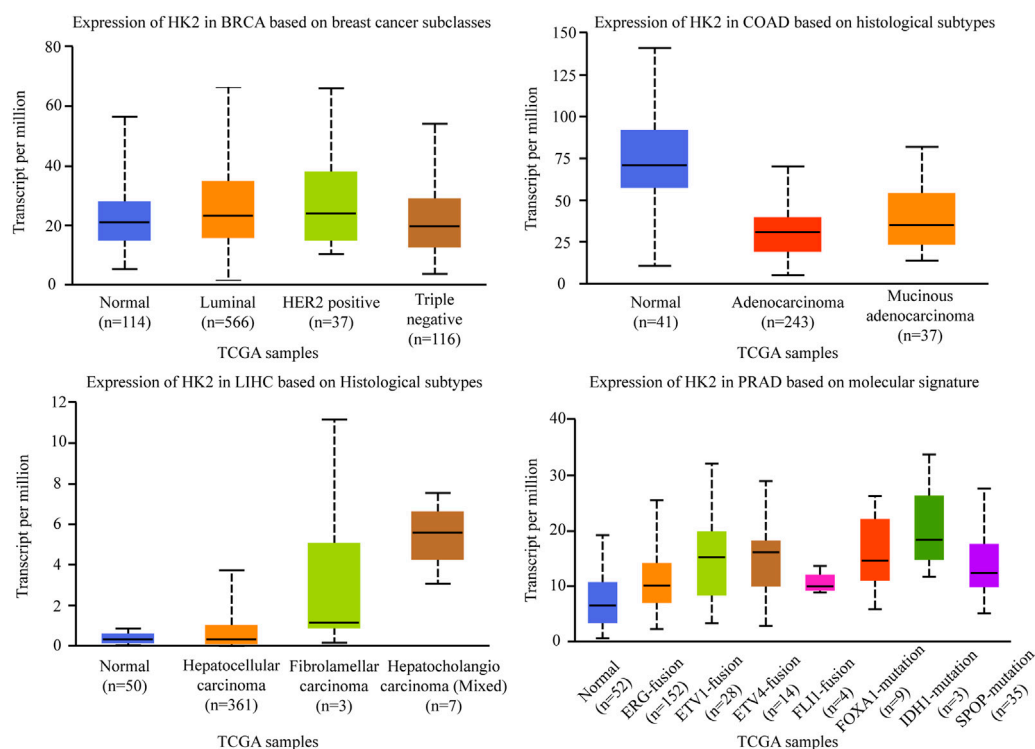 Expression of HK2 in BRCA based on breast cancer subclasses
Transcript per million
80
60
40
20
0
Normal
(n=114)
Luminal
(n=566)
HER2 positive
(n=37)
Triple
negative
(n=116)
TCGA samples
Expression of HK2 in COAD based on histological subtypes
Transcript per million
150
125
100
75
50
25
0
Normal
(n=41)
Adenocarcinoma
(n=243)
Mucinous
adenocarcinoma
(n=37)
TCGA samples
Expression of HK2 in LIHC based on Histological subtypes
Transcript per million
12
10
8
6
4
2
0
Normal
(n=50)
Hepatocellular
carcinoma
(n=361)
Fibrolamellar
carcinoma
(n=3)
Hepatocholangio
carcinoma (Mixed)
(n=7)
TCGA samples
Expression of HK2 in PRAD based on molecular signature
Transcript per million
40
30
20
10
0
Normal
(n=52)
ERG-fusion
(n=152)
ETV1-fusion
(n=28)
ETV4-fusion
(n=14)
FLI1-fusion
(n=4)
FOXA1-mutation
(n=9)
IDH1-mutation
(n=3)
SPOP-mutation
(n=35)
TCGA samples